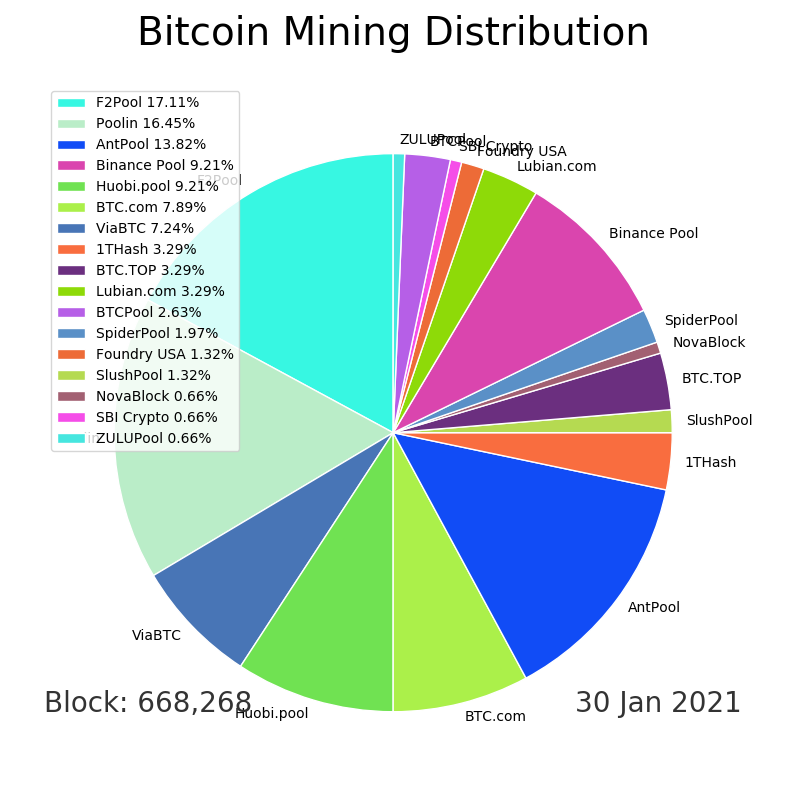 Bitcoin Mining Distribution
F2Pool 17.11%
Poolin 16.45%
AntPool 13.82%
Binance Pool 9.21%
Huobi.pool 9.21%
BTC.com 7.89%
ViaBTC 7.24%
1THash 3.29%
BTC.TOP 3.29%
Lubian.com 3.29%
BTCPool 2.63%
SpiderPool 1.97%
Foundry USA 1.32%
SlushPool 1.32%
NovaBlock 0.66%
SBI Crypto 0.66%
ZULUPool 0.66%
ZULUPool
BTCPool
SBI Crypto
Foundry USA
Lubian.com
F2Pool
Binance Pool
SpiderPool
NovaBlock
BTC.TOP
SlushPool
1THash
AntPool
ViaBTC
Huobi.pool
BTC.com
Block: 668,268
30 Jan 2021